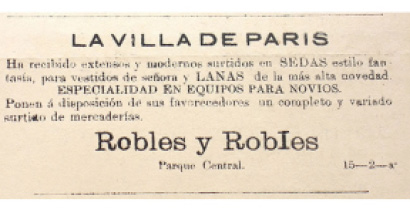 LA VILLA DE PARIS
Ha recibido extensos y modernos surtidos en SEDAS estilo fan-
tasía, para vestidos de señora y LANAS de la más alta novedad.
ESPECIALIDAD EN EQUIPOS PARA NOVIOS.
Ponen á disposición de sus favorecedores un completo y variado
surtido de mercaderías.
Robles y Robles
Parque Central. 15—2—a